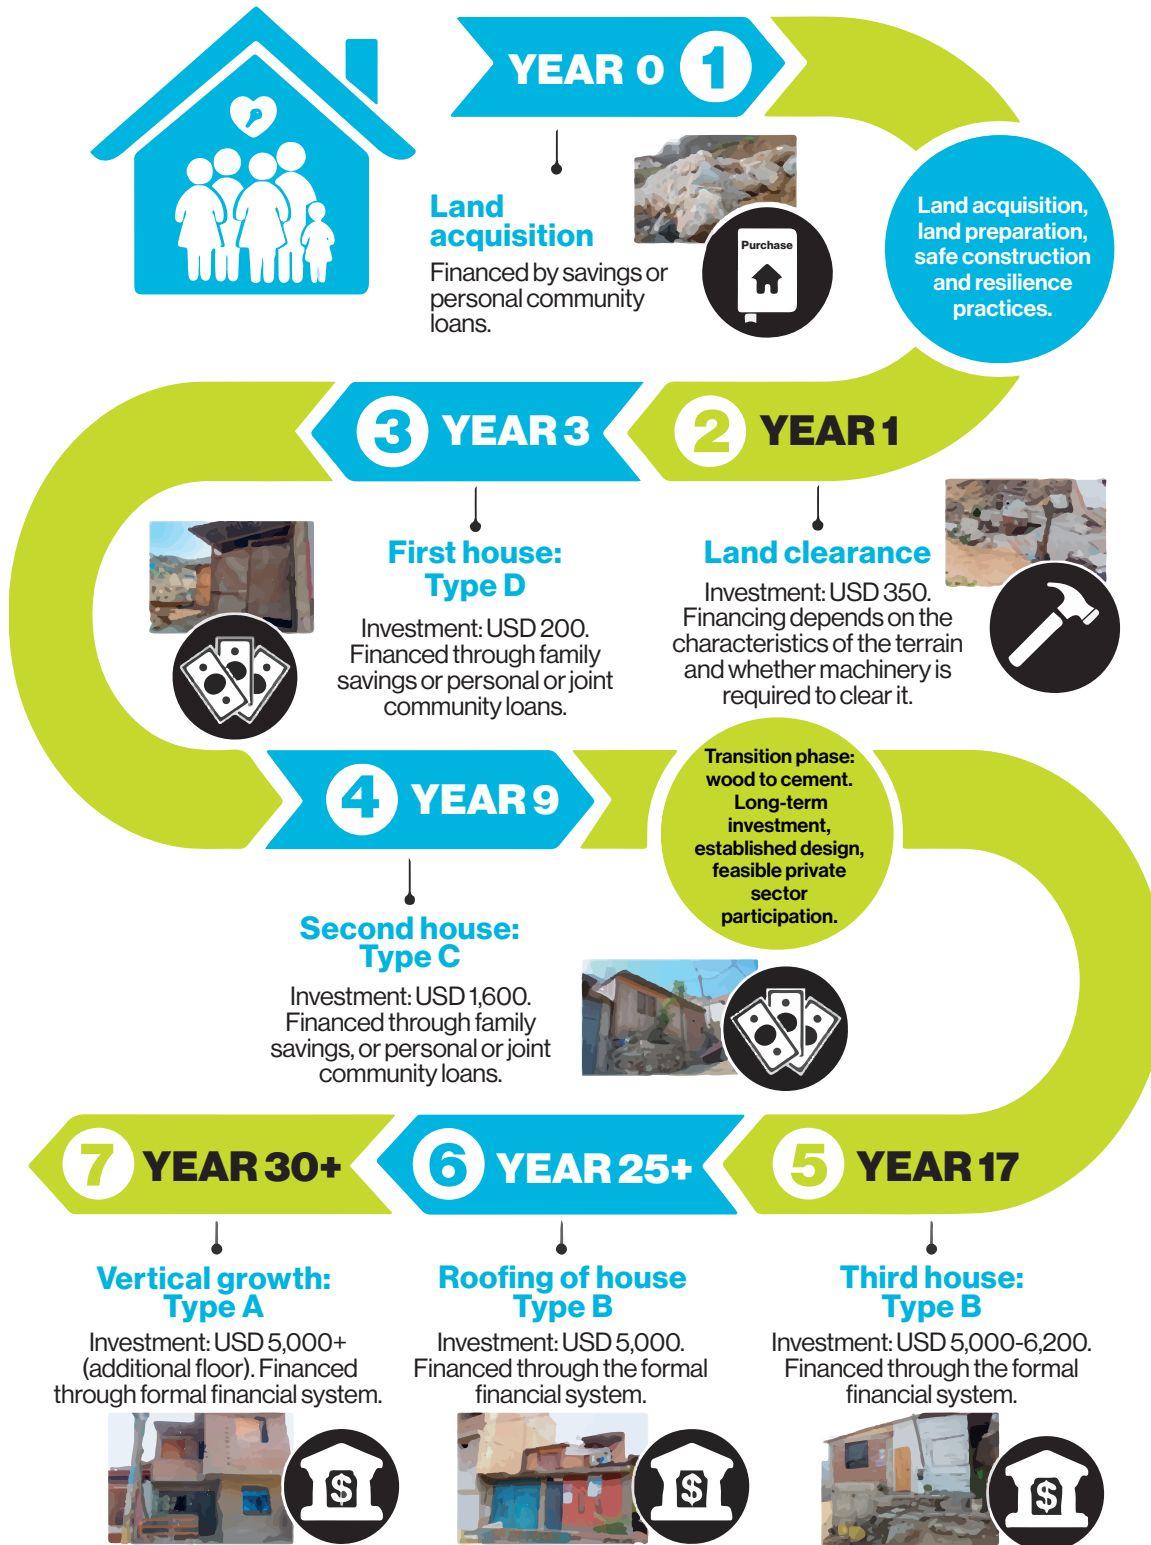 YEAR 0 1
Land
acquisition
Financed by savings or
personal community
loans.
Purchase
Land acquisition,
land preparation,
safe construction
and resilience
practices.
2 YEAR 1
Land clearance
Investment: USD 350.
Financing depends on the
characteristics of the terrain
and whether machinery is
required to clear it.
3 YEAR 3
First house:
Type D
Investment: USD 200.
Financed through family
savings or personal or joint
community loans.
4 YEAR 9
Second house:
Type C
Investment: USD 1,600.
Financed through family
savings, or personal or joint
community loans.
Transition phase:
wood to cement.
Long-term
investment,
established design,
feasible private
sector
participation.
5 YEAR 17
Third house:
Type B
Investment: USD 5,000-6,200.
Financed through the formal
financial system.
$
6 YEAR 25+
Roofing of house
Type B
Investment: USD 5,000.
Financed through the formal
financial system.
$
7 YEAR 30+
Vertical growth:
Type A
Investment: USD 5,000+
(additional floor). Financed
through formal financial system.
$